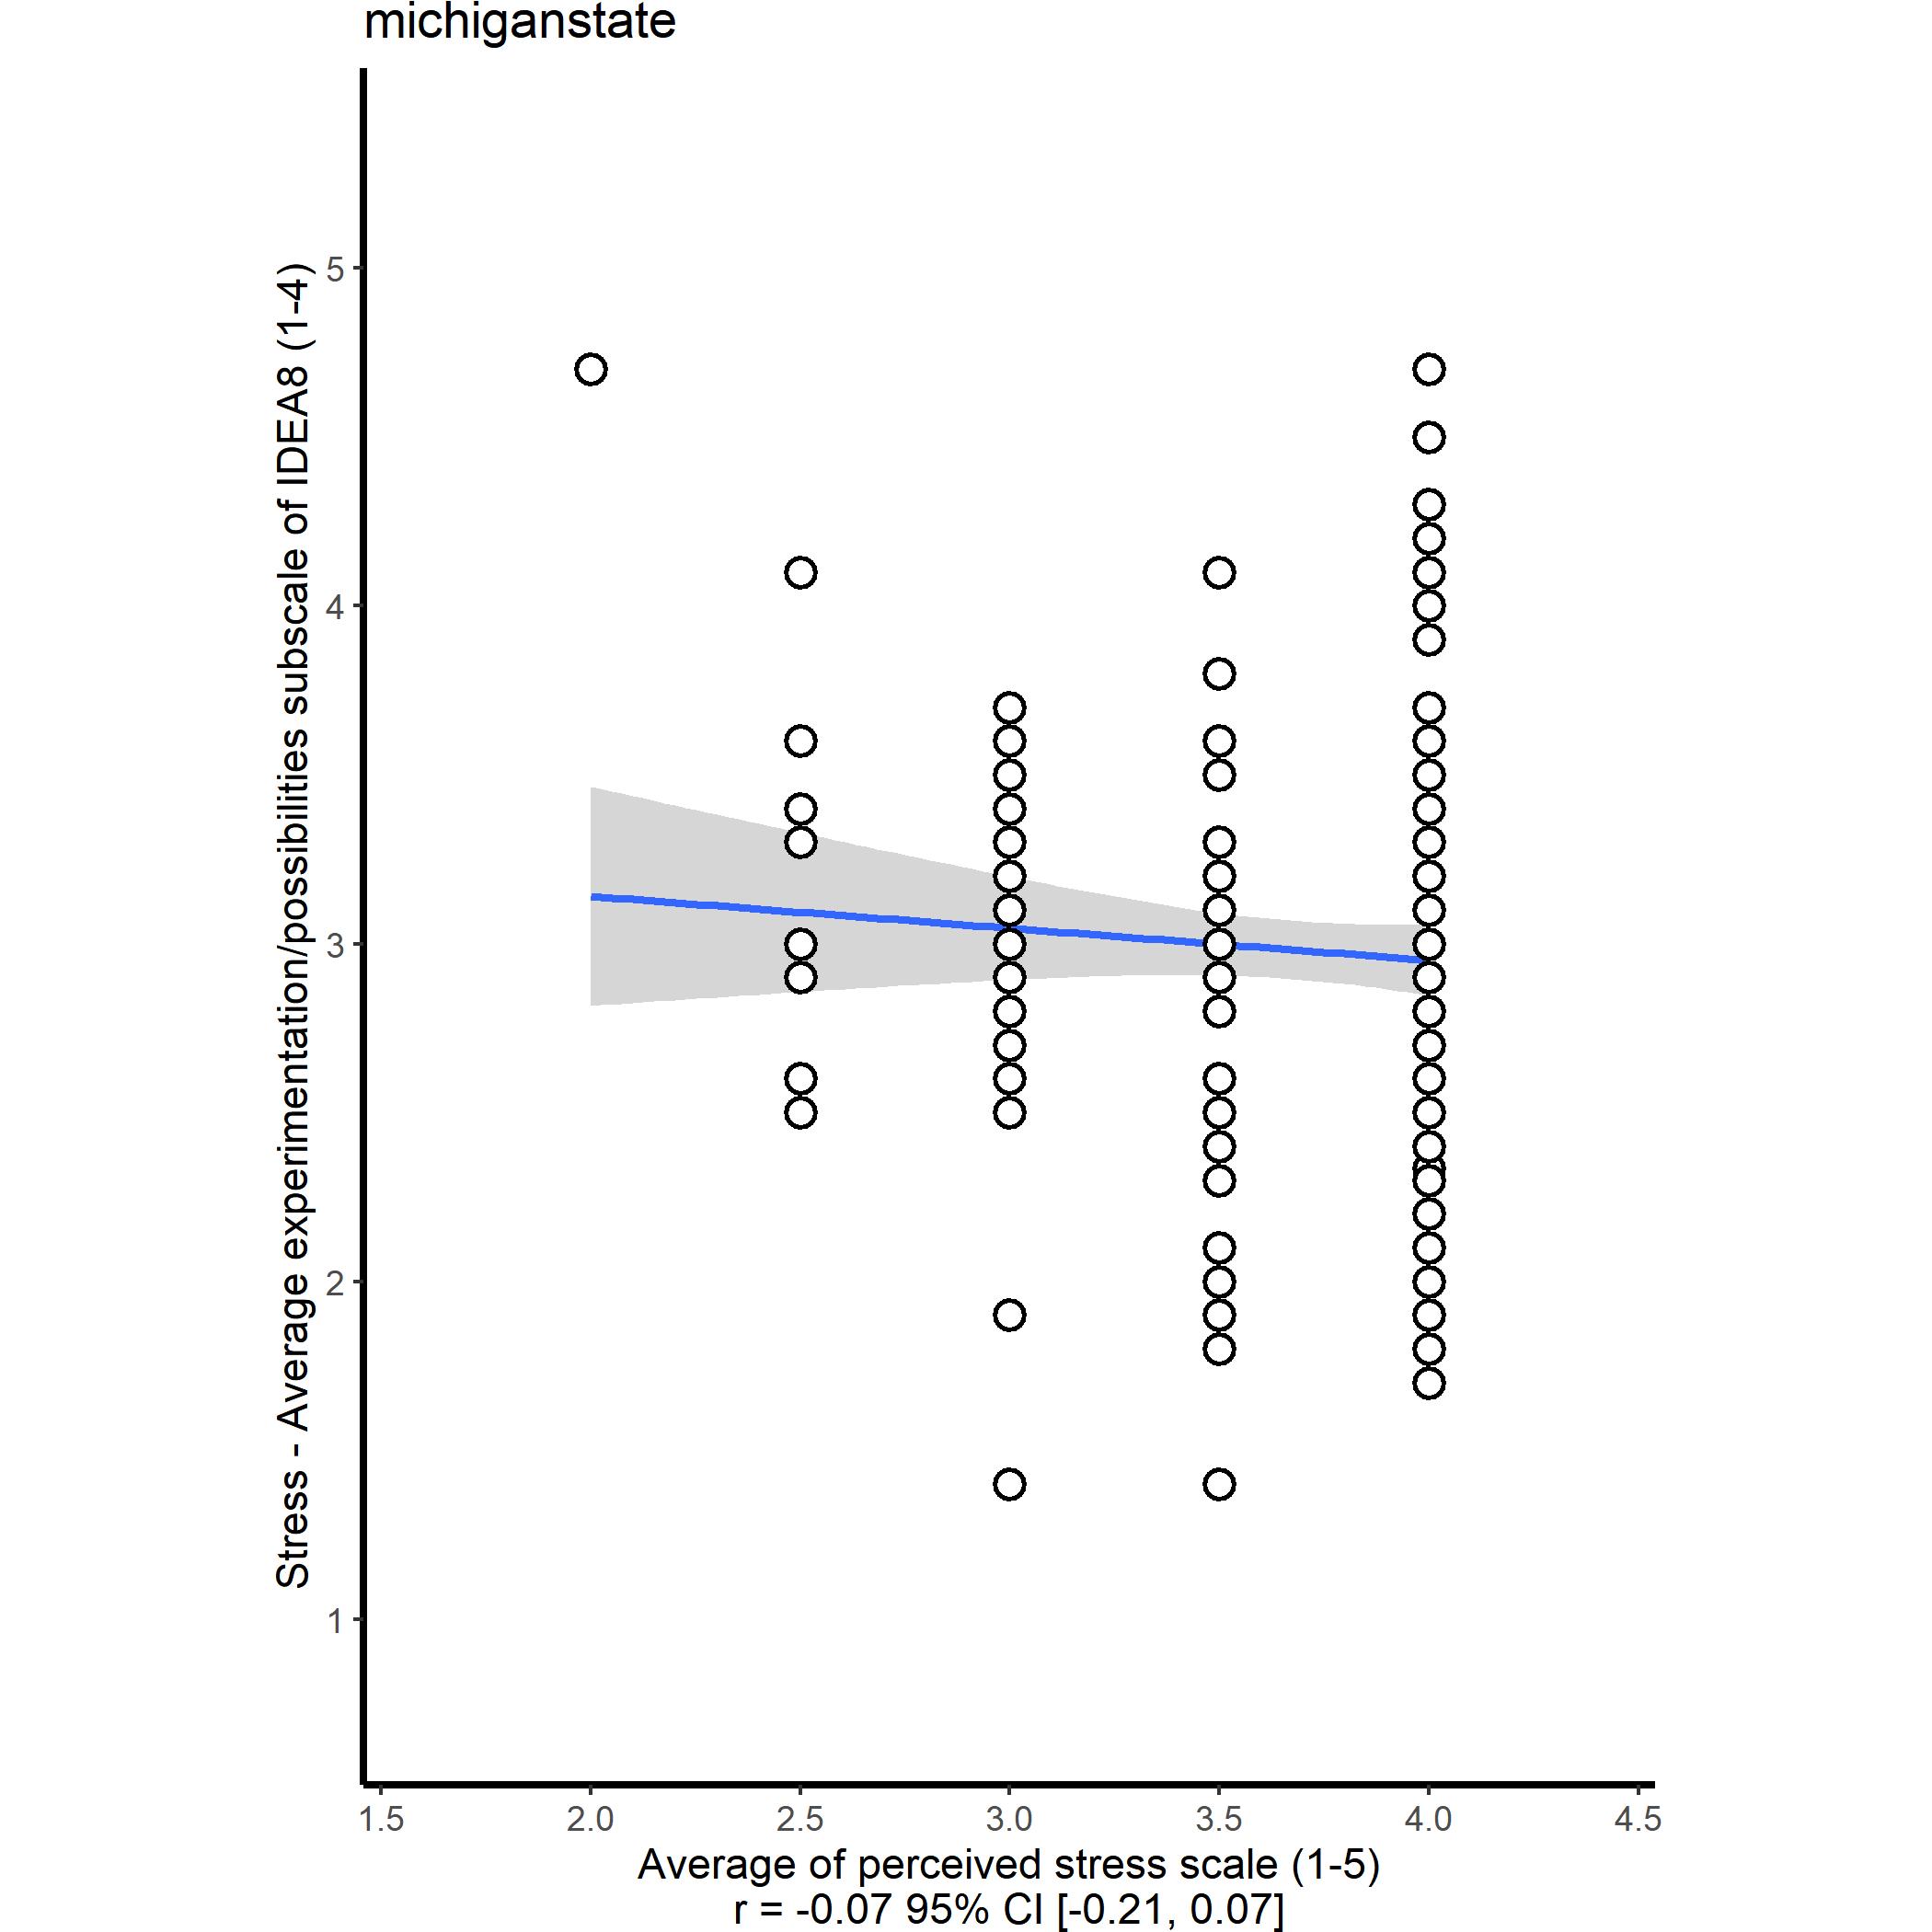 michiganstate
Stress - Average experimentation/possibilities subscale of IDEA8 (1-4)
5
4
3
2
1
1.5 2.0 2.5 3.0 3.5 4.0 4.5
Average of perceived stress scale (1-5)
r = -0.07 95% CI [-0.21, 0.07]